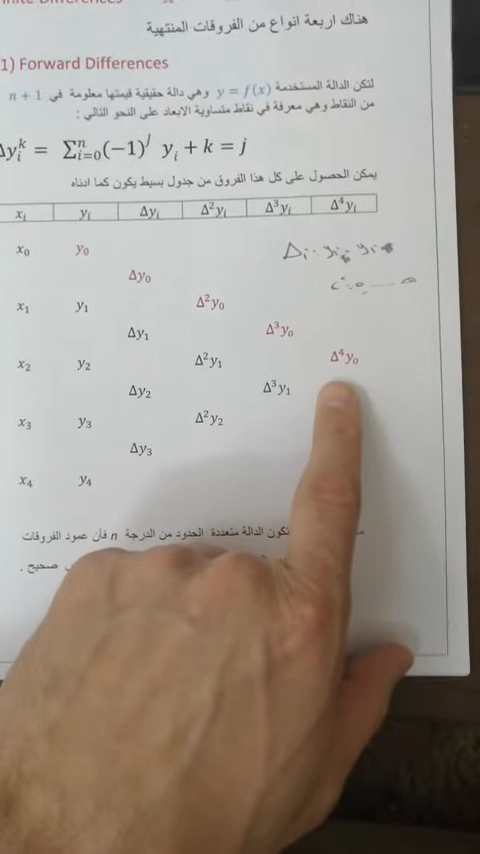 Finite Differences
هناك اربعة انواع من الفروقات المنتهية
1) Forward Differences
لتكن الدالة المستخدمة y = f(x) وهي دالة حقيقية قيمتها معلومة في n + 1
من النقاط وهي معرفة في نقاط متساوية الابعاد على النحو التالي :
Δy_i^k = Σ_{i=0}^n (−1)^j y_i + k = j
يمكن الحصول على كل هذا الفروق من جدول بسيط يكون كما ادناه
x_i y_i Δy_i Δ²y_i Δ³y_i Δ⁴y_i
x₀ y₀
Δy₀
x₁ y₁ Δ²y₀
Δy₁ Δ³y₀
x₂ y₂ Δ²y₁ Δ⁴y₀
Δy₂ Δ³y₁
x₃ y₃ Δ²y₂
Δy₃
x₄ y₄
تكون الدالة متعددة الحدود من الدرجة n فأن عمود الفروقات
صحيح .